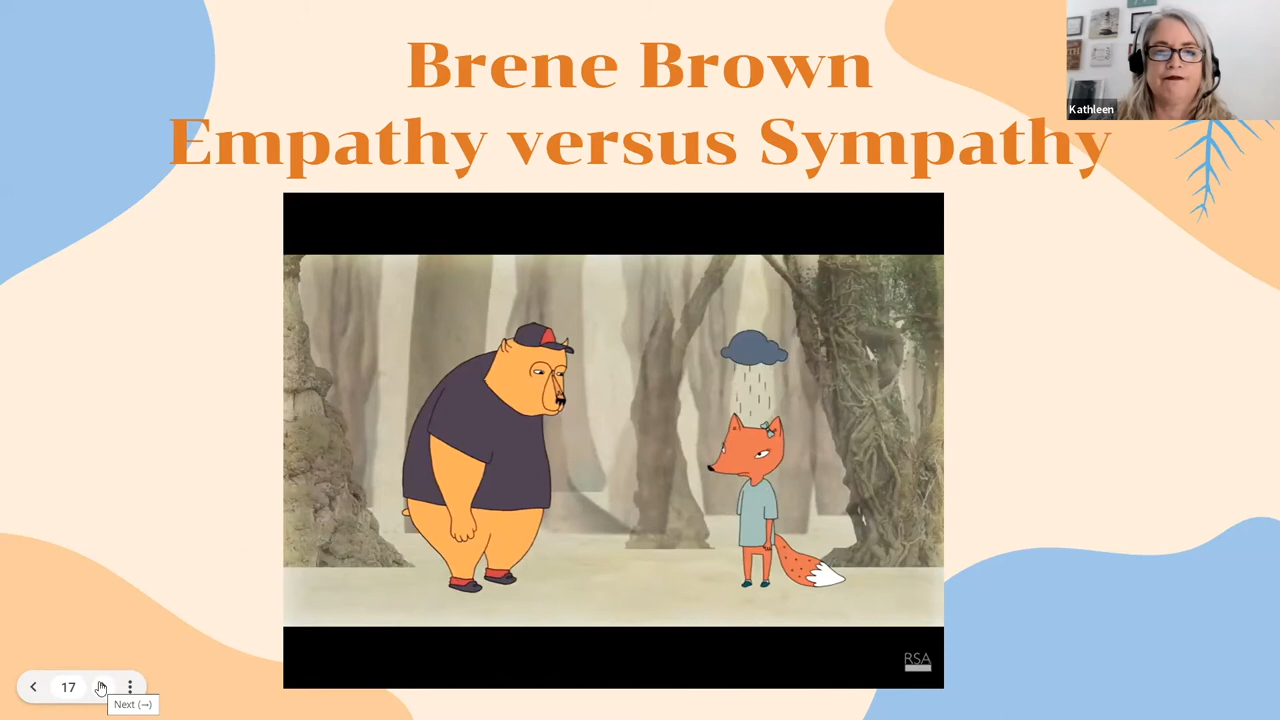 Brene Brown
Empathy versus Sympathy
Kathleen
RSA
17
Next (→)